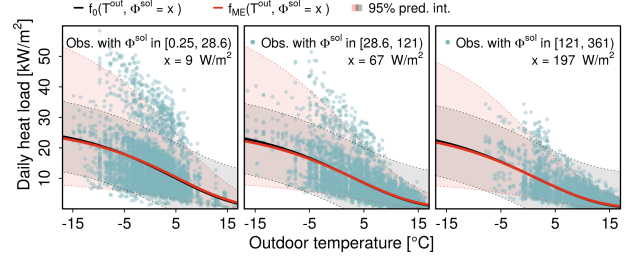 f₀(Tᵒᵘᵗ, Φˢᵒˡ = x ) f_ME(Tᵒᵘᵗ, Φˢᵒˡ = x ) 95% pred. int.
Daily heat load [kW/m²]
50
40
30
20
10
Obs. with Φˢᵒˡ in [0.25, 28.6)
x = 9 W/m²
Obs. with Φˢᵒˡ in [28.6, 121)
x = 67 W/m²
Obs. with Φˢᵒˡ in [121, 361)
x = 197 W/m²
-15 -5 5 15 -15 -5 5 15 -15 -5 5 15
Outdoor temperature [°C]